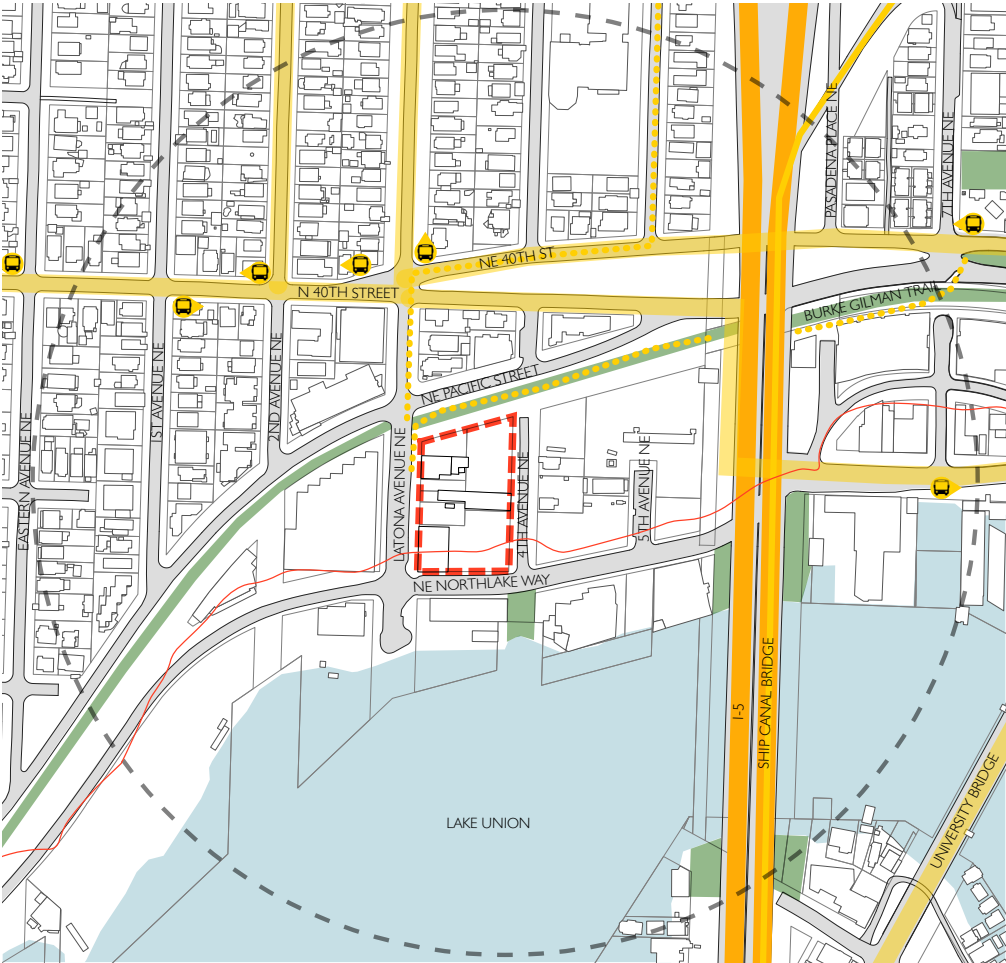 PASADENA PLACE NE
7TH AVENUE NE
NE 40TH ST
N 40TH STREET
BURKE GILMAN TRAIL
1ST AVENUE NE
2ND AVENUE NE
NE PACIFIC STREET
EASTERN AVENUE NE
LATONA AVENUE NE
4TH AVENUE NE
5TH AVENUE NE
NE NORTHLAKE WAY
I-5
SHIP CANAL BRIDGE
UNIVERSITY BRIDGE
LAKE UNION